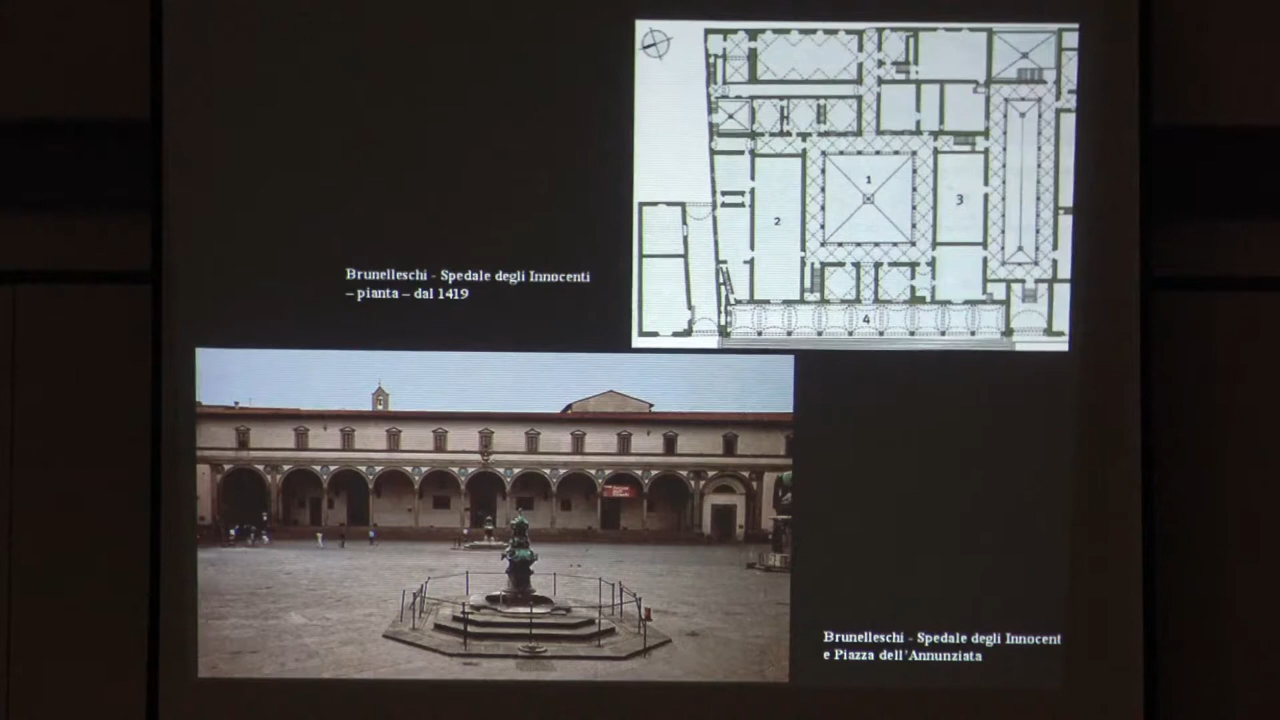 1
2
3
4
Brunelleschi - Spedale degli Innocenti
– pianta – dal 1419
Brunelleschi - Spedale degli Innocent
e Piazza dell'Annunziata